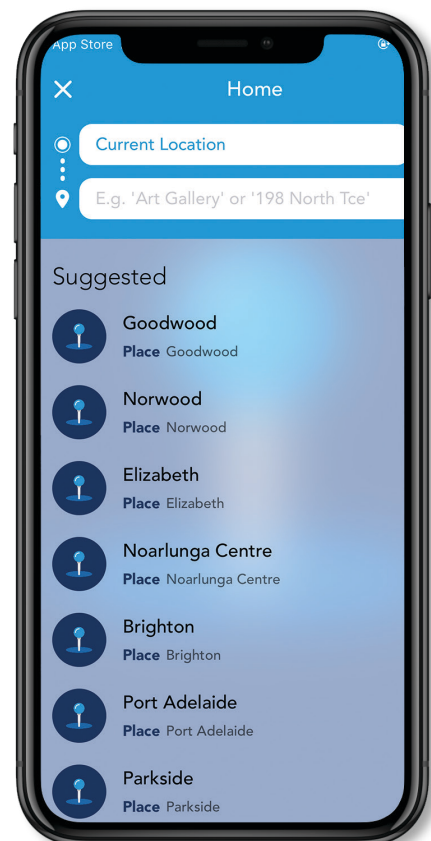 App Store
Home
Current Location
E.g. 'Art Gallery' or '198 North Tce'
Suggested
Goodwood
Place Goodwood
Norwood
Place Norwood
Elizabeth
Place Elizabeth
Noarlunga Centre
Place Noarlunga Centre
Brighton
Place Brighton
Port Adelaide
Place Port Adelaide
Parkside
Place Parkside